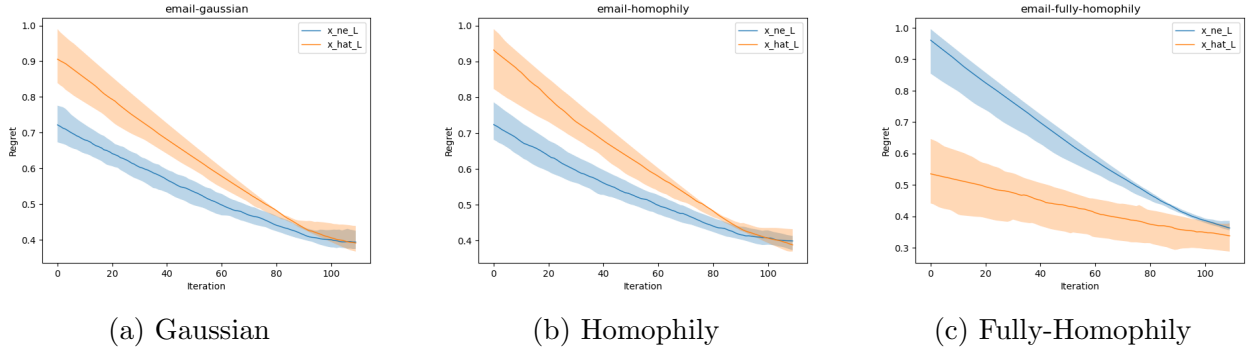 email-gaussian
1.0
0.9
0.8
0.7
0.6
0.5
0.4
Regret
0
20
40
60
80
100
Iteration
x_ne_L
x_hat_L
(a) Gaussian
email-homophily
1.0
0.9
0.8
0.7
0.6
0.5
0.4
Regret
0
20
40
60
80
100
Iteration
x_ne_L
x_hat_L
(b) Homophily
email-fully-homophily
1.0
0.9
0.8
0.7
0.6
0.5
0.4
0.3
Regret
0
20
40
60
80
100
Iteration
x_ne_L
x_hat_L
(c) Fully-Homophily